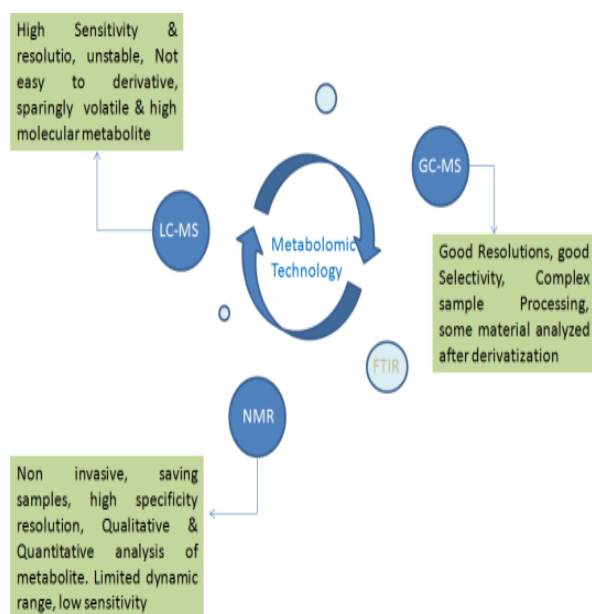 High Sensitivity &
resolutio, unstable, Not
easy to derivative,
sparingly volatile & high
molecular metabolite
GC-MS
LC-MS
Metabolomic
Technology
Good Resolutions, good
Selectivity, Complex
sample Processing,
some material analyzed
after derivatization
FTIR
NMR
Non invasive, saving
samples, high specificity
resolution, Qualitative &
Quantitative analysis of
metabolite. Limited dynamic
range, low sensitivity